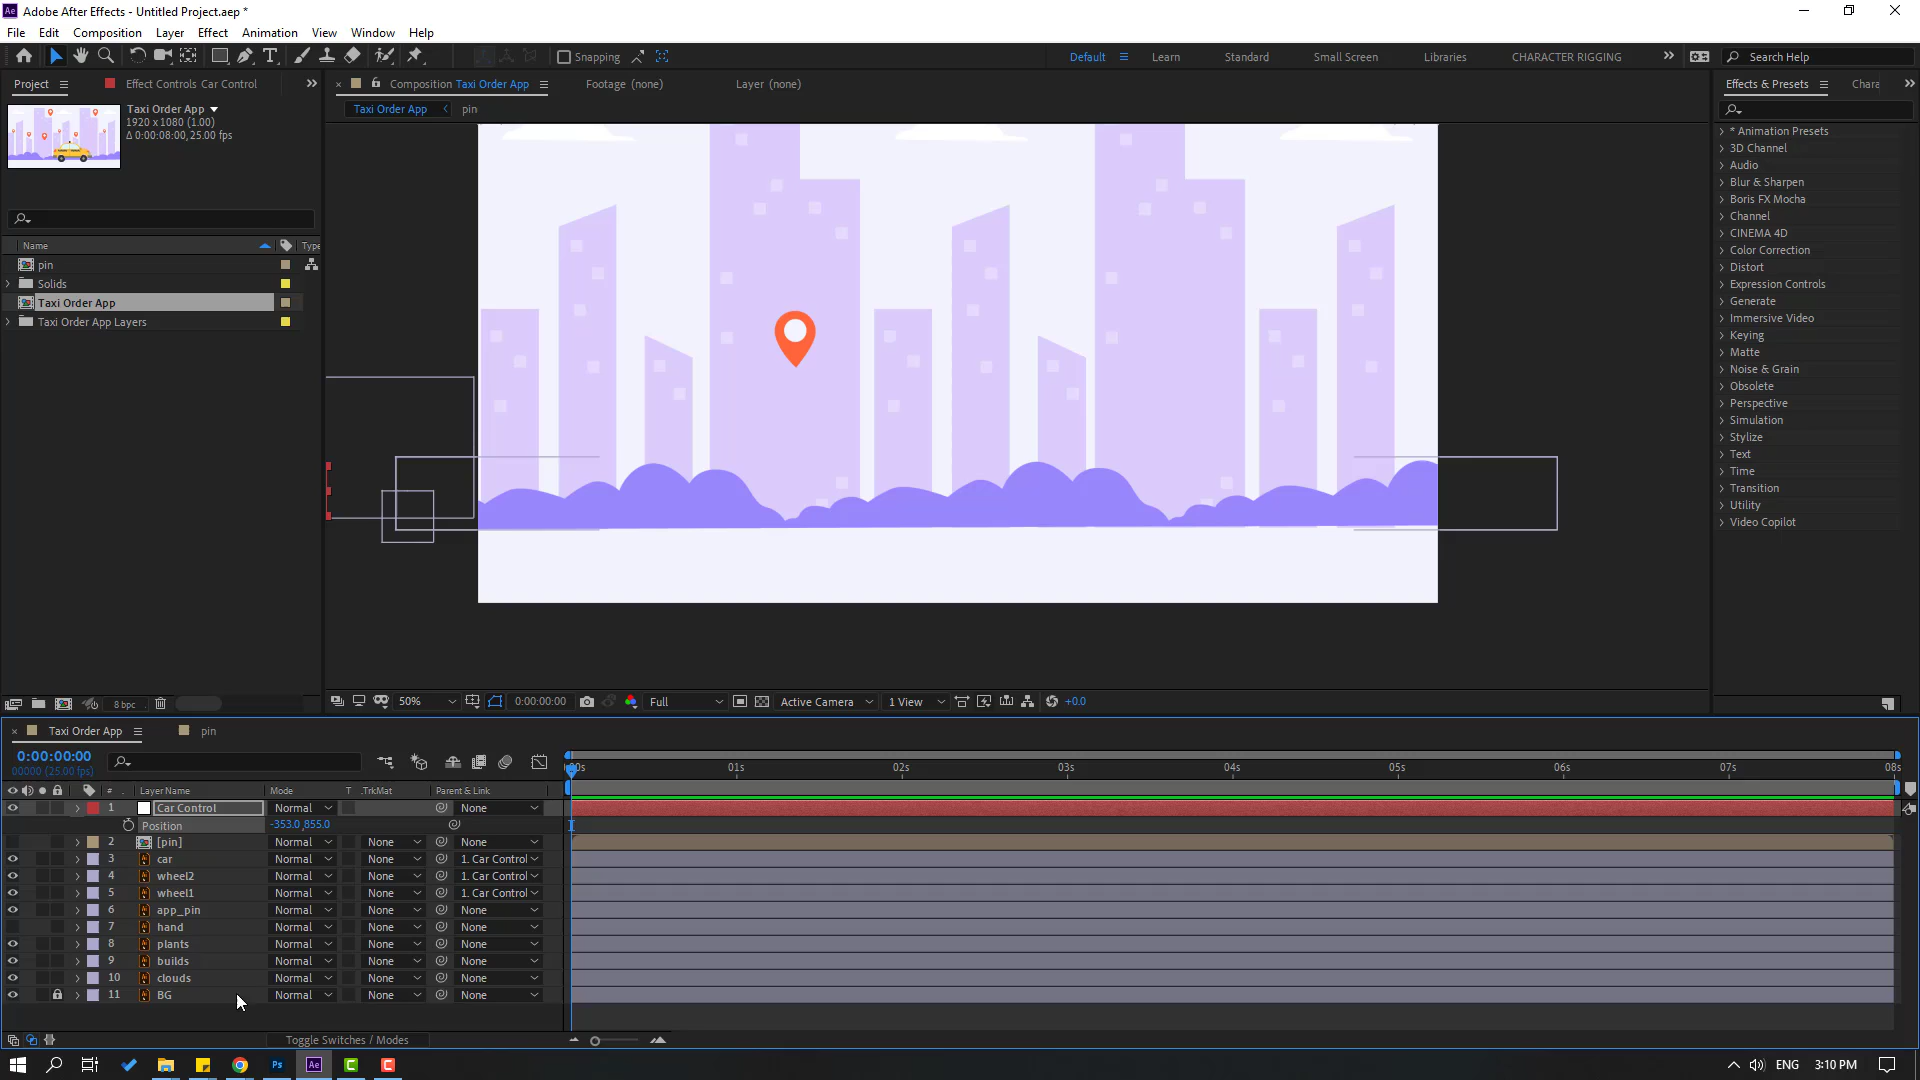 Adobe After Effects - Untitled Project.aep *
File Edit Composition Layer Effect Animation View Window Help
Snapping
Default Learn Standard Small Screen Libraries CHARACTER RIGGING Search Help
Project Effect Controls Car Control
Composition Taxi Order App Footage (none) Layer (none)
Effects & Presets Chara
Taxi Order App
1920 x 1080 (1.00)
Δ 0:00:08:00, 25.00 fps
Taxi Order App pin
Name Type
pin
Solids
Taxi Order App
Taxi Order App Layers
* Animation Presets
3D Channel
Audio
Blur & Sharpen
Boris FX Mocha
Channel
CINEMA 4D
Color Correction
Distort
Expression Controls
Generate
Immersive Video
Keying
Matte
Noise & Grain
Obsolete
Perspective
Simulation
Stylize
Text
Time
Transition
Utility
Video Copilot
8 bpc
50% 0:00:00:00 Full Active Camera 1 View +0.0
Taxi Order App pin
0:00:00:00
00000 (25.00 fps)
00s 01s 02s 03s 04s 05s 06s 07s 08s
# Layer Name Mode T .TrkMat Parent & Link
1 Car Control Normal None
Position -353.0,855.0
2 [pin] Normal None None
3 car Normal None 1. Car Control
4 wheel2 Normal None 1. Car Control
5 wheel1 Normal None 1. Car Control
6 app_pin Normal None None
7 hand Normal None None
8 plants Normal None None
9 builds Normal None None
10 clouds Normal None None
11 BG Normal None None
Toggle Switches / Modes
ENG 3:10 PM